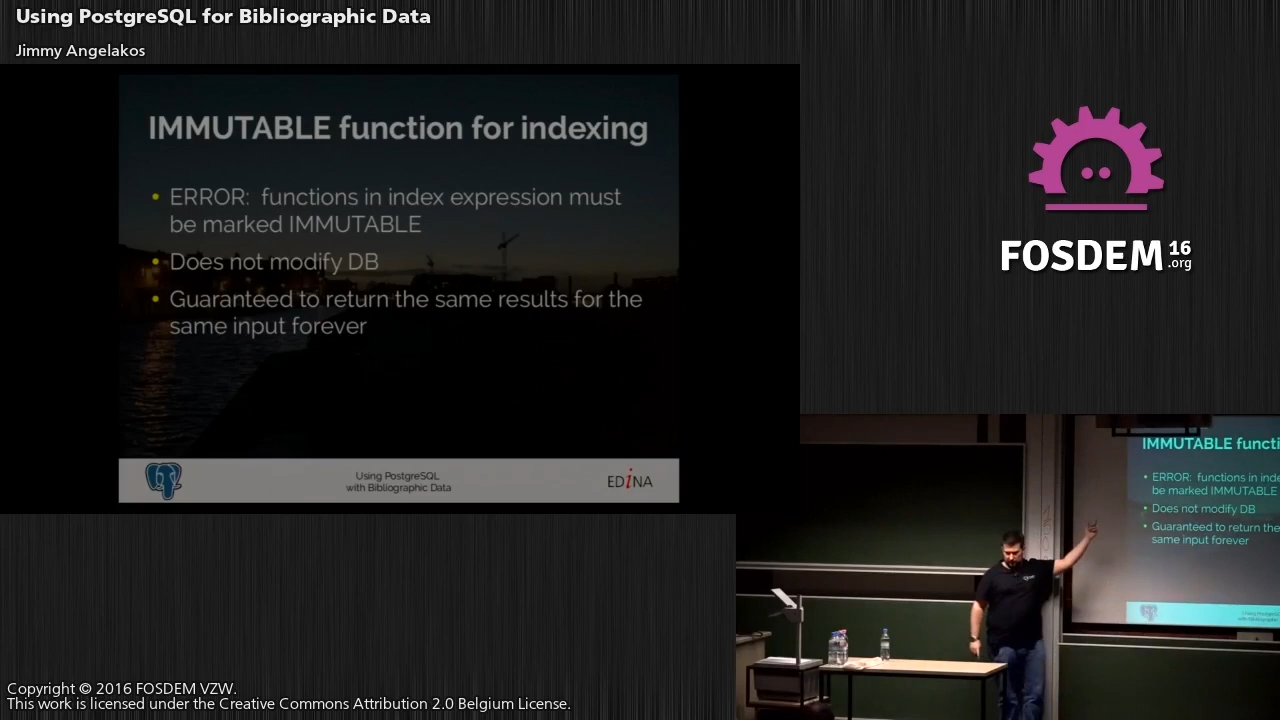 Using PostgreSQL for Bibliographic Data
Jimmy Angelakos
IMMUTABLE function for indexing
• ERROR:  functions in index expression must
be marked IMMUTABLE
• Does not modify DB
• Guaranteed to return the same results for the
same input forever
Using PostgreSQL
with Bibliographic Data
EDiNA
FOSDEM 16
.org
IMMUTABLE functi
• ERROR:  functions in inde
be marked IMMUTABLE
• Does not modify DB
• Guaranteed to return the
same input forever
Copyright © 2016 FOSDEM VZW.
This work is licensed under the Creative Commons Attribution 2.0 Belgium License.